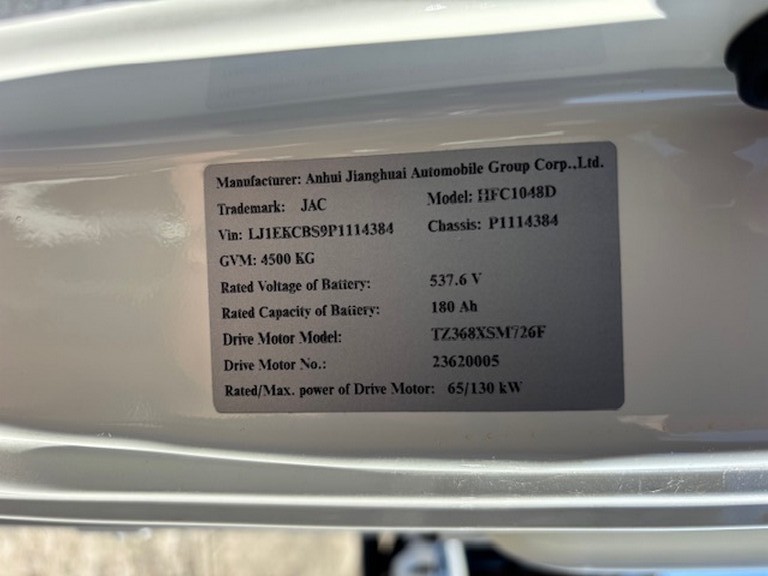 Manufacturer: Anhui Jianghuai Automobile Group Corp.,Ltd.
Trademark: JAC Model: HFC1048D
Vin: LJ1EKCBS9P1114384 Chassis: P1114384
GVM: 4500 KG
Rated Voltage of Battery: 537.6 V
Rated Capacity of Battery: 180 Ah
Drive Motor Model: TZ368XSM726F
Drive Motor No.: 23620005
Rated/Max. power of Drive Motor: 65/130 kW